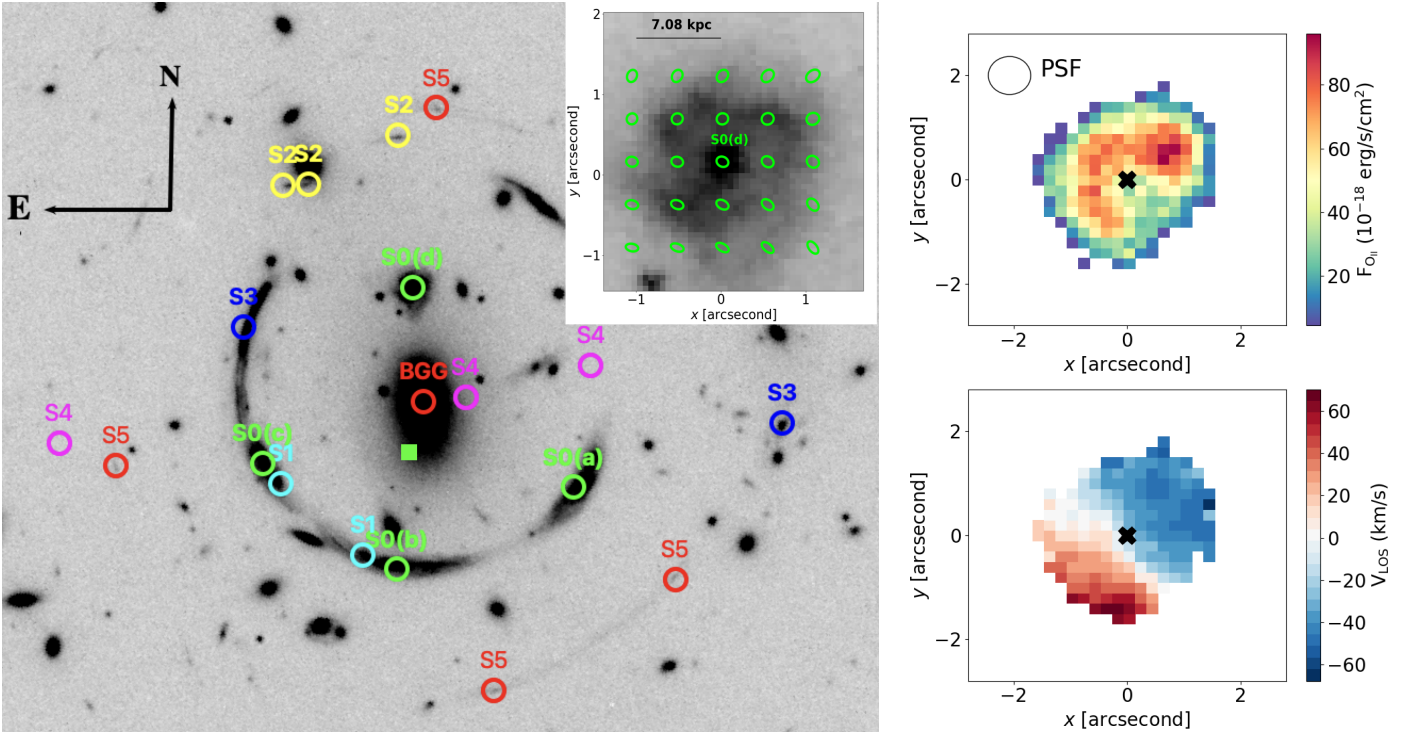 N
E
S5
S2
S2S2
S0(d)
S3
BGG
S4
S4
S3
S4
S5
S0(c)
S1
S0(a)
S1
S0(b)
S5
S5
7.08 kpc
S0(d)
2
1
0
−1
y [arcsecond]
−1 0 1
x [arcsecond]
PSF
2
0
−2
y [arcsecond]
−2 0 2
x [arcsecond]
80
60
40
20
F_OII (10⁻¹⁸ erg/s/cm²)
2
0
−2
y [arcsecond]
−2 0 2
x [arcsecond]
60
40
20
0
−20
−40
−60
V_LOS (km/s)